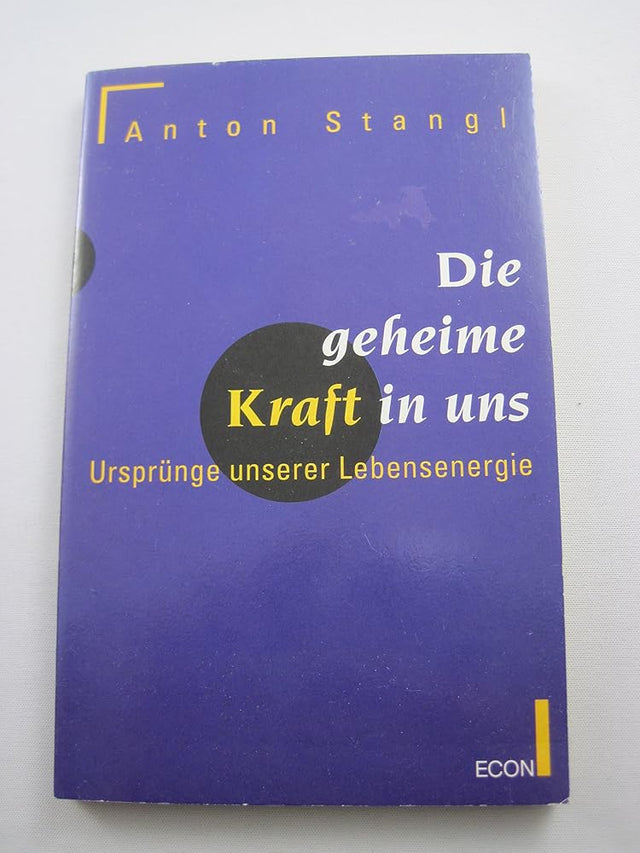 Anton Stangl
Die
geheime
Kraft in uns
Ursprünge unserer Lebensenergie
ECON